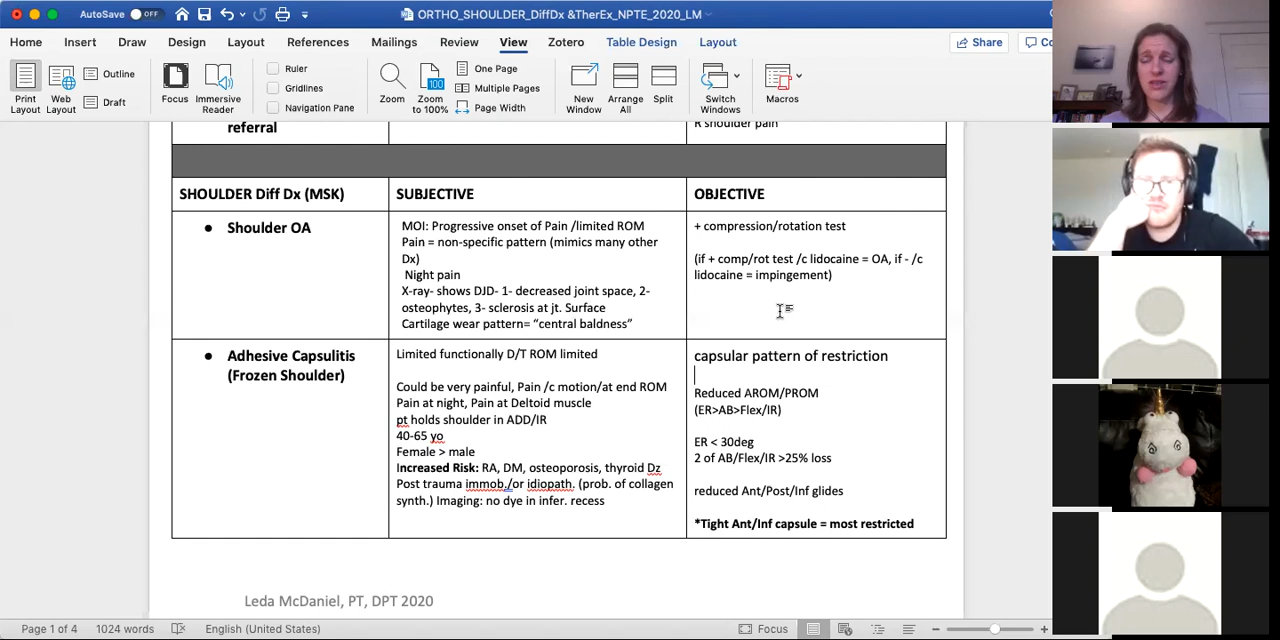 AutoSave OFF
ORTHO_SHOULDER_DiffDx &TherEx_NPTE_2020_LM
Home Insert Draw Design Layout References Mailings Review View Zotero Table Design Layout
Share
Co
Print Layout
Web Layout
Outline
Draft
Focus
Immersive Reader
Ruler
Gridlines
Navigation Pane
Zoom
100
Zoom to 100%
One Page
Multiple Pages
Page Width
New Window
Arrange All
Split
Switch Windows
Macros
referral
R shoulder pain
SHOULDER Diff Dx (MSK)
SUBJECTIVE
OBJECTIVE
● Shoulder OA
MOI: Progressive onset of Pain /limited ROM
Pain = non-specific pattern (mimics many other
Dx)
Night pain
X-ray- shows DJD- 1- decreased joint space, 2-
osteophytes, 3- sclerosis at jt. Surface
Cartilage wear pattern= “central baldness”
+ compression/rotation test
(if + comp/rot test /c lidocaine = OA, if - /c
lidocaine = impingement)
● Adhesive Capsulitis
(Frozen Shoulder)
Limited functionally D/T ROM limited
Could be very painful, Pain /c motion/at end ROM
Pain at night, Pain at Deltoid muscle
pt holds shoulder in ADD/IR
40-65 yo
Female > male
Increased Risk: RA, DM, osteoporosis, thyroid Dz
Post trauma immob./or idiopath. (prob. of collagen
synth.) Imaging: no dye in infer. recess
capsular pattern of restriction
Reduced AROM/PROM
(ER>AB>Flex/IR)
ER < 30deg
2 of AB/Flex/IR >25% loss
reduced Ant/Post/Inf glides
*Tight Ant/Inf capsule = most restricted
Leda McDaniel, PT, DPT 2020
Page 1 of 4
1024 words
English (United States)
Focus